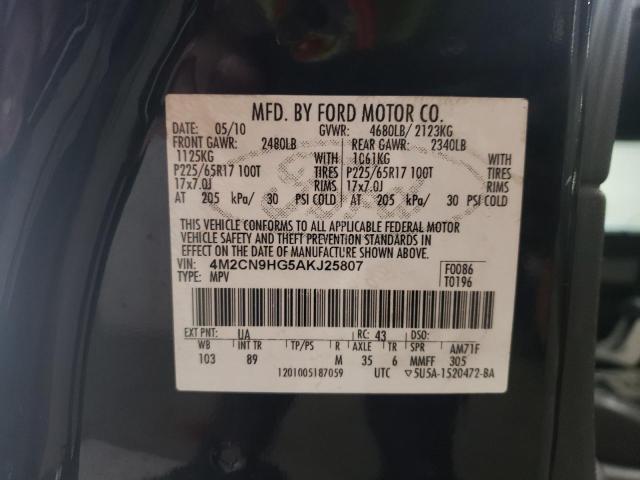 MFD. BY FORD MOTOR CO.
DATE: 05/10 GVWR: 4680LB/ 2123KG
FRONT GAWR: 2480LB REAR GAWR: 2340LB
1125KG WITH 1061KG WITH
P225/65R17 100T TIRES P225/65R17 100T TIRES
17x7.0J RIMS 17x7.0J RIMS
AT 205 kPa/ 30 PSI COLD AT 205 kPa/ 30 PSI COLD
THIS VEHICLE CONFORMS TO ALL APPLICABLE FEDERAL MOTOR
VEHICLE SAFETY AND THEFT PREVENTION STANDARDS IN
EFFECT ON THE DATE OF MANUFACTURE SHOWN ABOVE.
VIN: 4M2CN9HG5AKJ25807 F0086
TYPE: MPV T0196
EXT PNT: UA RC: 43 DSO:
WB INT TR TP/PS R AXLE TR SPR AM71F
103 89 M 35 6 MMFF 305
1201005187059 UTC ▽5U5A-1520472-BA